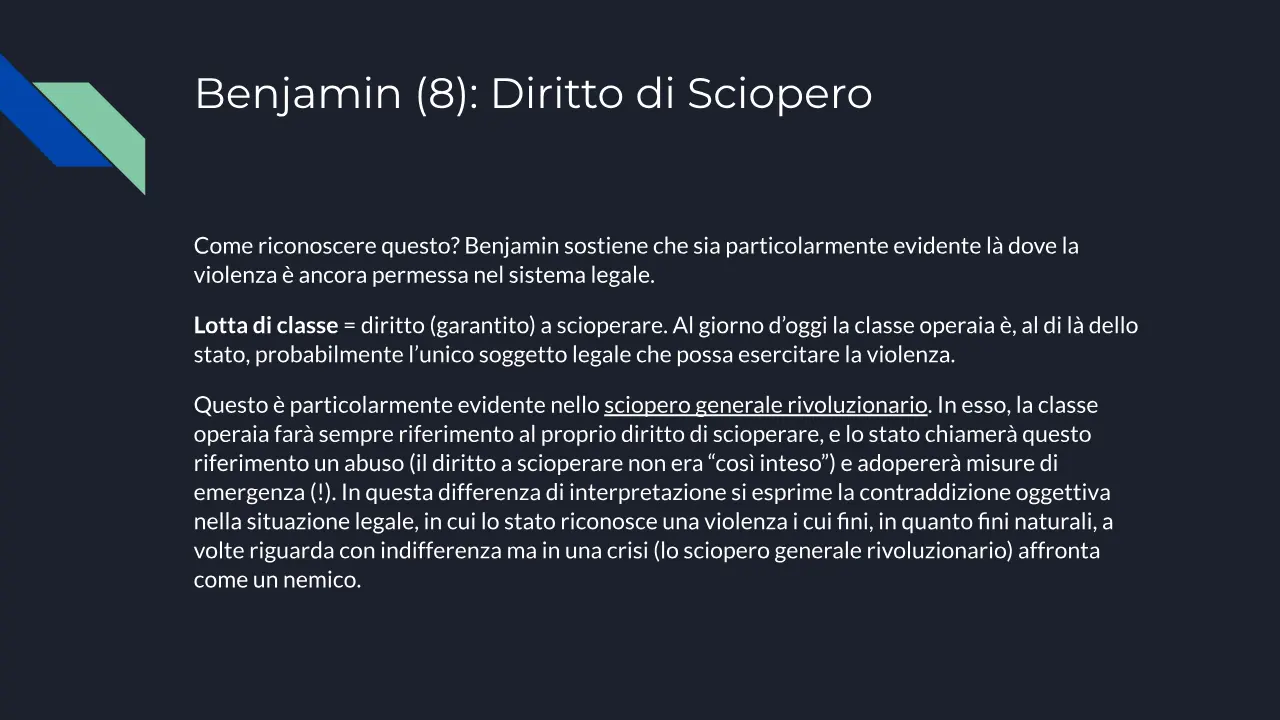 Benjamin (8): Diritto di Sciopero
Come riconoscere questo? Benjamin sostiene che sia particolarmente evidente là dove la
violenza è ancora permessa nel sistema legale.
Lotta di classe = diritto (garantito) a scioperare. Al giorno d’oggi la classe operaia è, al di là dello
stato, probabilmente l’unico soggetto legale che possa esercitare la violenza.
Questo è particolarmente evidente nello sciopero generale rivoluzionario. In esso, la classe
operaia farà sempre riferimento al proprio diritto di scioperare, e lo stato chiamerà questo
riferimento un abuso (il diritto a scioperare non era “così inteso”) e adopererà misure di
emergenza (!). In questa differenza di interpretazione si esprime la contraddizione oggettiva
nella situazione legale, in cui lo stato riconosce una violenza i cui fini, in quanto fini naturali, a
volte riguarda con indifferenza ma in una crisi (lo sciopero generale rivoluzionario) affronta
come un nemico.